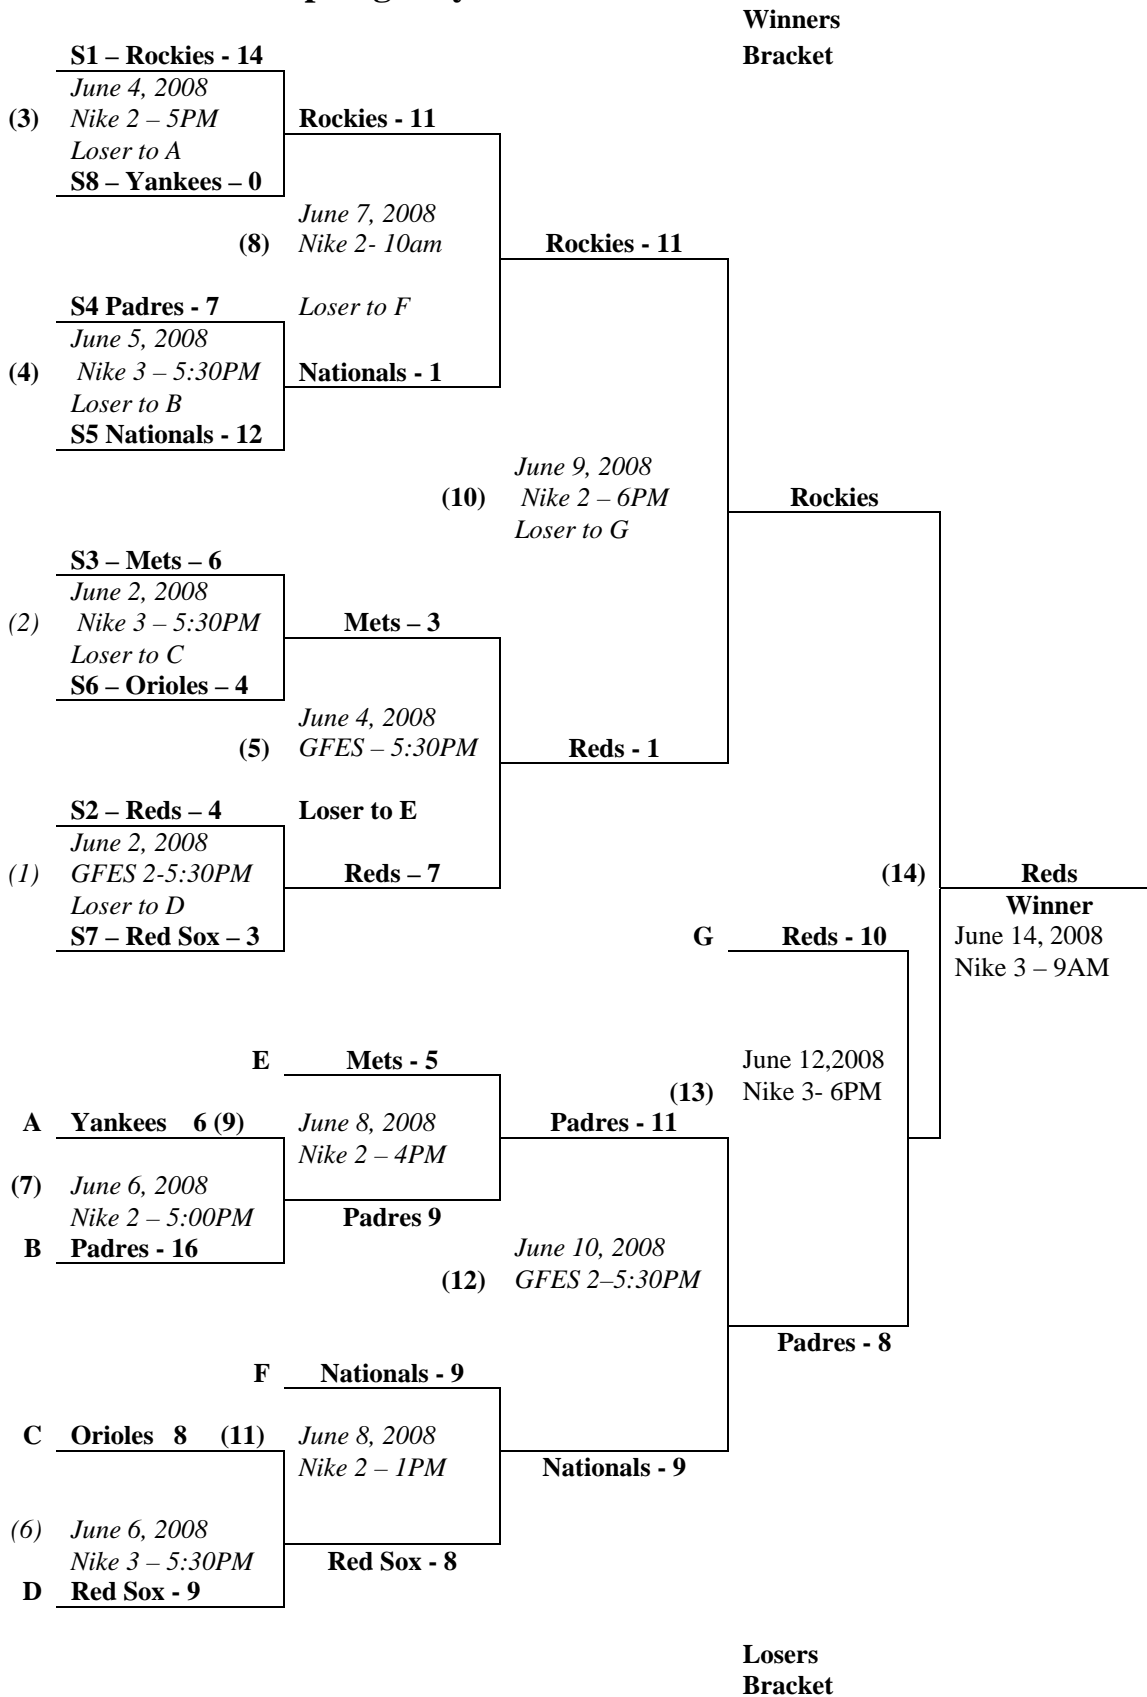 Winners
Bracket
S1 – Rockies - 14
June 4, 2008
(3) Nike 2 – 5PM
Loser to A
S8 – Yankees – 0
Rockies - 11
June 7, 2008
(8) Nike 2- 10am
Loser to F
Rockies - 11
S4 Padres - 7
June 5, 2008
(4) Nike 3 – 5:30PM
Loser to B
S5 Nationals - 12
Nationals - 1
June 9, 2008
(10) Nike 2 – 6PM
Loser to G
Rockies
S3 – Mets – 6
June 2, 2008
(2) Nike 3 – 5:30PM
Loser to C
S6 – Orioles – 4
Mets – 3
June 4, 2008
(5) GFES – 5:30PM
Loser to E
Reds - 1
S2 – Reds – 4
June 2, 2008
(1) GFES 2-5:30PM
Loser to D
S7 – Red Sox – 3
Reds – 7
(14) Reds
Winner
June 14, 2008
Nike 3 – 9AM
G Reds - 10
June 12,2008
(13) Nike 3- 6PM
E Mets - 5
A Yankees 6 (9)
June 8, 2008
Nike 2 – 4PM
Padres - 11
(7) June 6, 2008
Nike 2 – 5:00PM
B Padres - 16
Padres 9
June 10, 2008
(12) GFES 2–5:30PM
Padres - 8
F Nationals - 9
C Orioles 8 (11)
June 8, 2008
Nike 2 – 1PM
Nationals - 9
(6) June 6, 2008
Nike 3 – 5:30PM
D Red Sox - 9
Red Sox - 8
Losers
Bracket